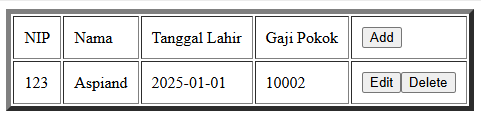 NIP Nama Tanggal Lahir Gaji Pokok Add
123 Aspiand 2025-01-01 10002 Edit Delete